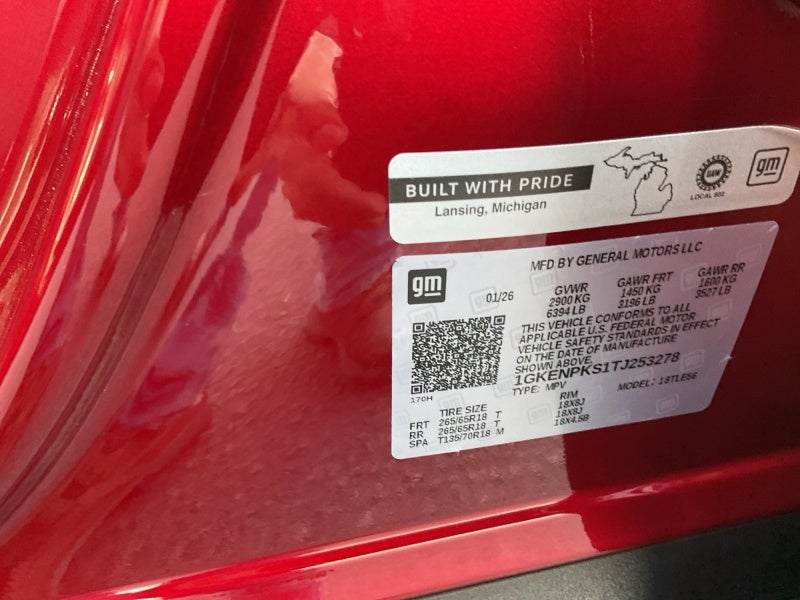 BUILT WITH PRIDE
Lansing, Michigan
UAW
LOCAL 602
gm
gm
MFD BY GENERAL MOTORS LLC
01/26
GVWR GAWR FRT GAWR RR
2900 KG 1450 KG 1600 KG
6394 LB 3196 LB 3527 LB
THIS VEHICLE CONFORMS TO ALL
APPLICABLE U.S. FEDERAL MOTOR
VEHICLE SAFETY STANDARDS IN EFFECT
ON THE DATE OF MANUFACTURE
SHOWN ABOVE.
1GKENPKS1TJ253278
TYPE: MPV MODEL: 18TLE56
170H
TIRE SIZE RIM
FRT 265/65R18 T 18X8J
RR 265/65R18 T 18X8J
SPA T135/70R18 M 18X4.5B